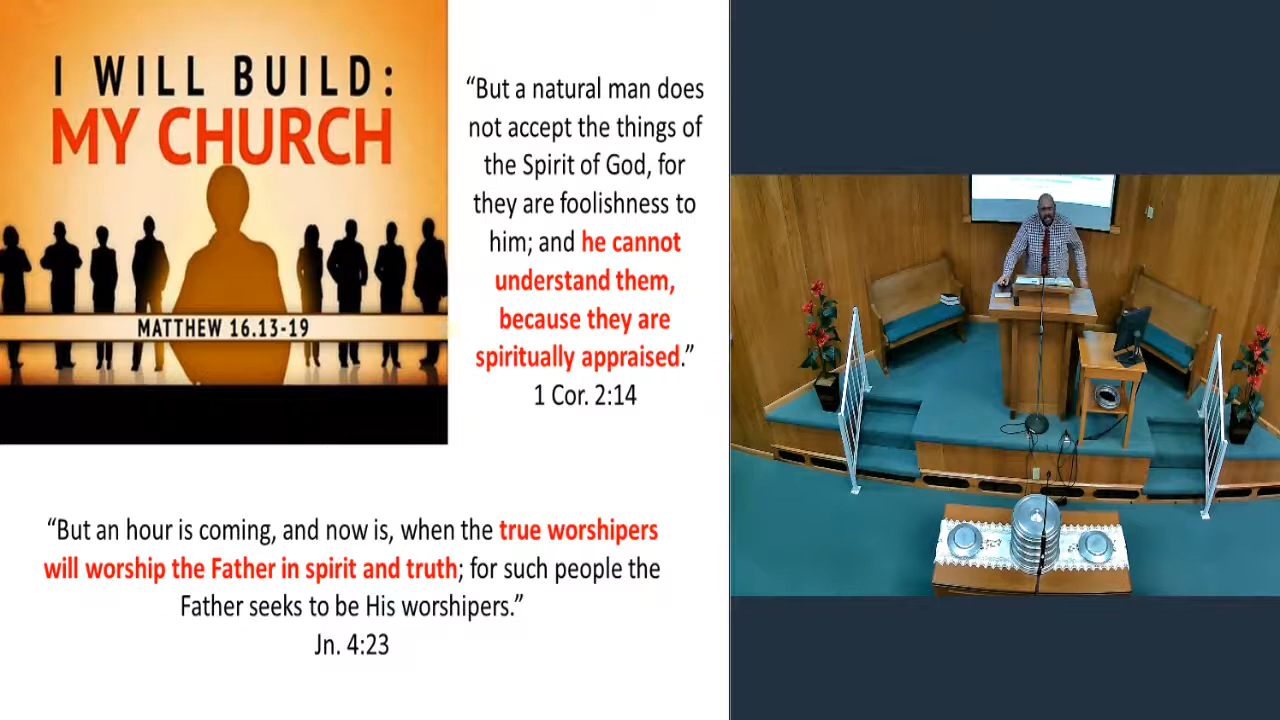 I WILL BUILD:
MY CHURCH
MATTHEW 16.13-19
“But a natural man does
not accept the things of
the Spirit of God, for
they are foolishness to
him; and he cannot
understand them,
because they are
spiritually appraised.”
1 Cor. 2:14
“But an hour is coming, and now is, when the true worshipers
will worship the Father in spirit and truth; for such people the
Father seeks to be His worshipers.”
Jn. 4:23